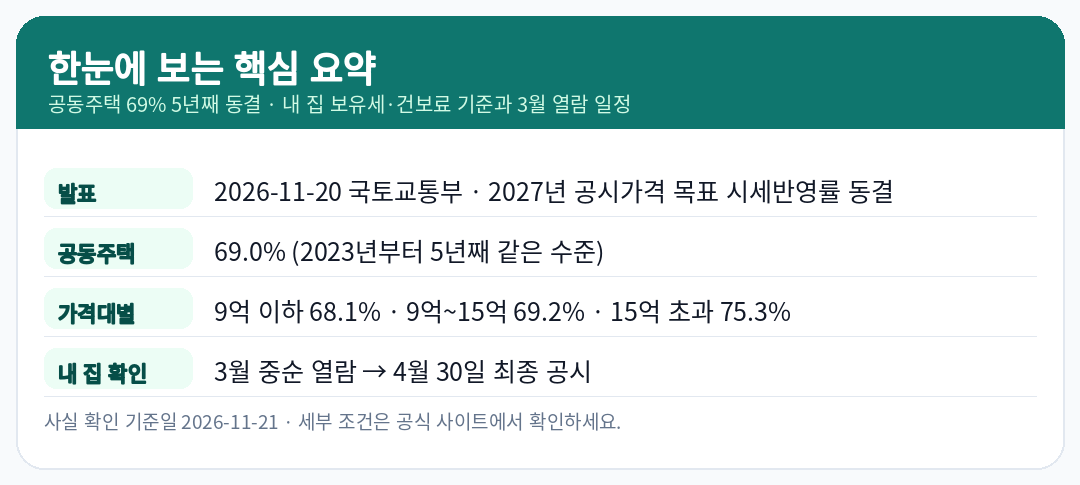 한눈에 보는 핵심 요약
공동주택 69% 5년째 동결 · 내 집 보유세·건보료 기준과 3월 열람 일정
발표 2026-11-20 국토교통부 · 2027년 공시가격 목표 시세반영률 동결
공동주택 69.0% (2023년부터 5년째 같은 수준)
가격대별 9억 이하 68.1% · 9억~15억 69.2% · 15억 초과 75.3%
내 집 확인 3월 중순 열람 → 4월 30일 최종 공시
사실 확인 기준일 2026-11-21 · 세부 조건은 공식 사이트에서 확인하세요.